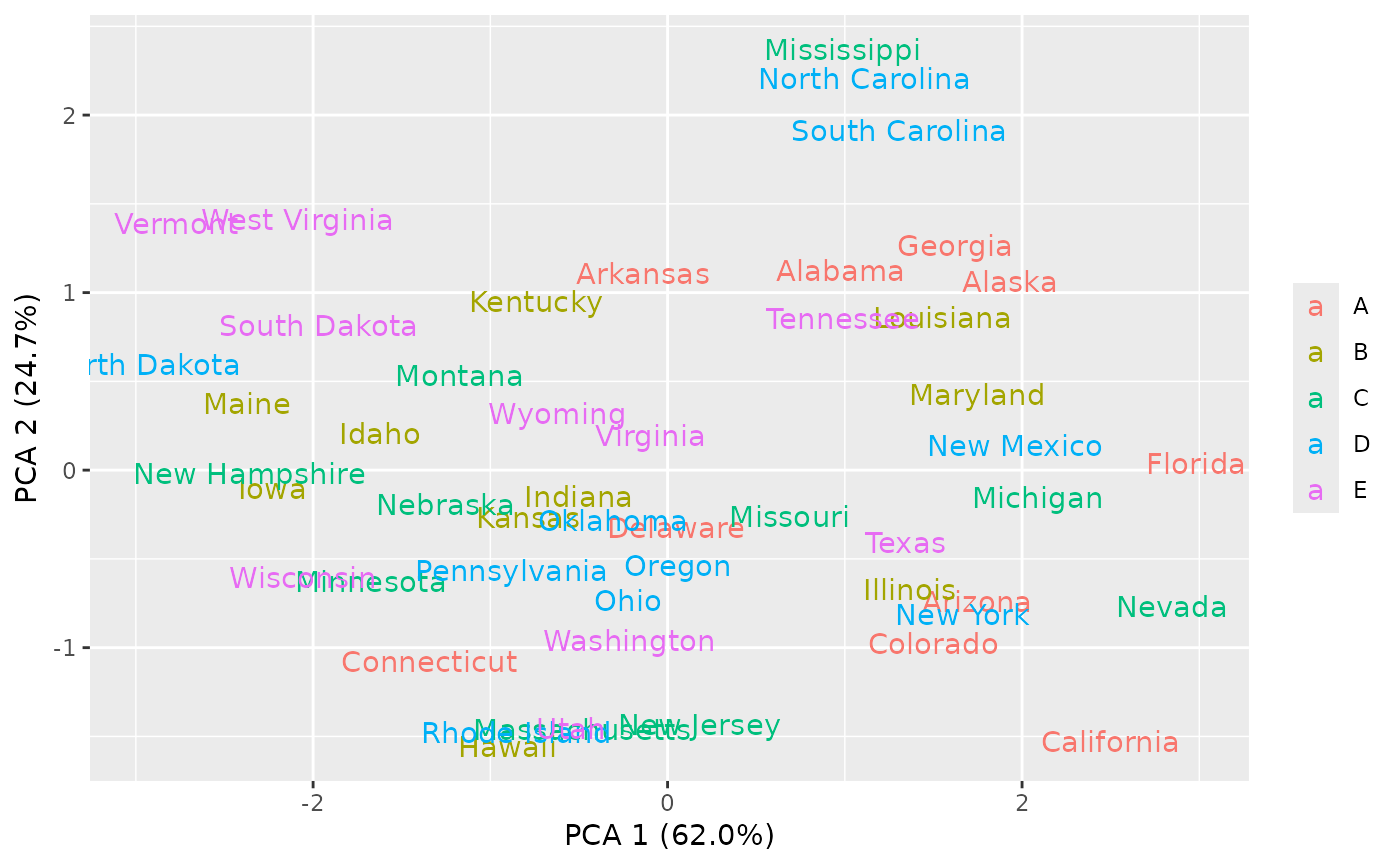 Mississippi
North Carolina
2
South Carolina
Vermont West Virginia
Georgia
Arkansas Alabama
Alaska
1
Kentucky
Tennessee Louisiana
South Dakota
rth Dakota
Montana
Maine
Maryland
Wyoming
Idaho
Virginia
New Mexico
0
Florida
New Hampshire
Iowa
Indiana
Michigan
Nebraska
Kansas
Oklahoma
Delaware
Missouri
Texas
Pennsylvania
Oregon
Wisconsin
Minnesota
Illinois
Arizona
Ohio
New York
Nevada
-1
Washington
Colorado
Connecticut
New Jersey
Rhode Island
Massachusetts
Utah
Hawaii
California
-2 0 2
PCA 1 (62.0%)
PCA 2 (24.7%)
a A
a B
a C
a D
a E